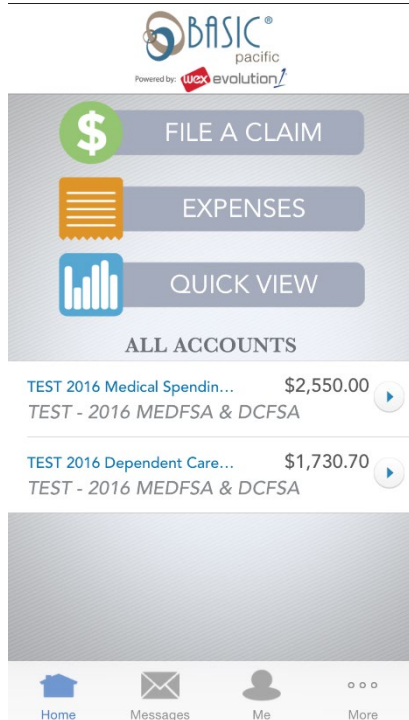 BASIC®
pacific
Powered by: wex evolution1
$ FILE A CLAIM
EXPENSES
QUICK VIEW
ALL ACCOUNTS
TEST 2016 Medical Spendin... $2,550.00
TEST - 2016 MEDFSA & DCFSA
TEST 2016 Dependent Care... $1,730.70
TEST - 2016 MEDFSA & DCFSA
Home Messages Me More